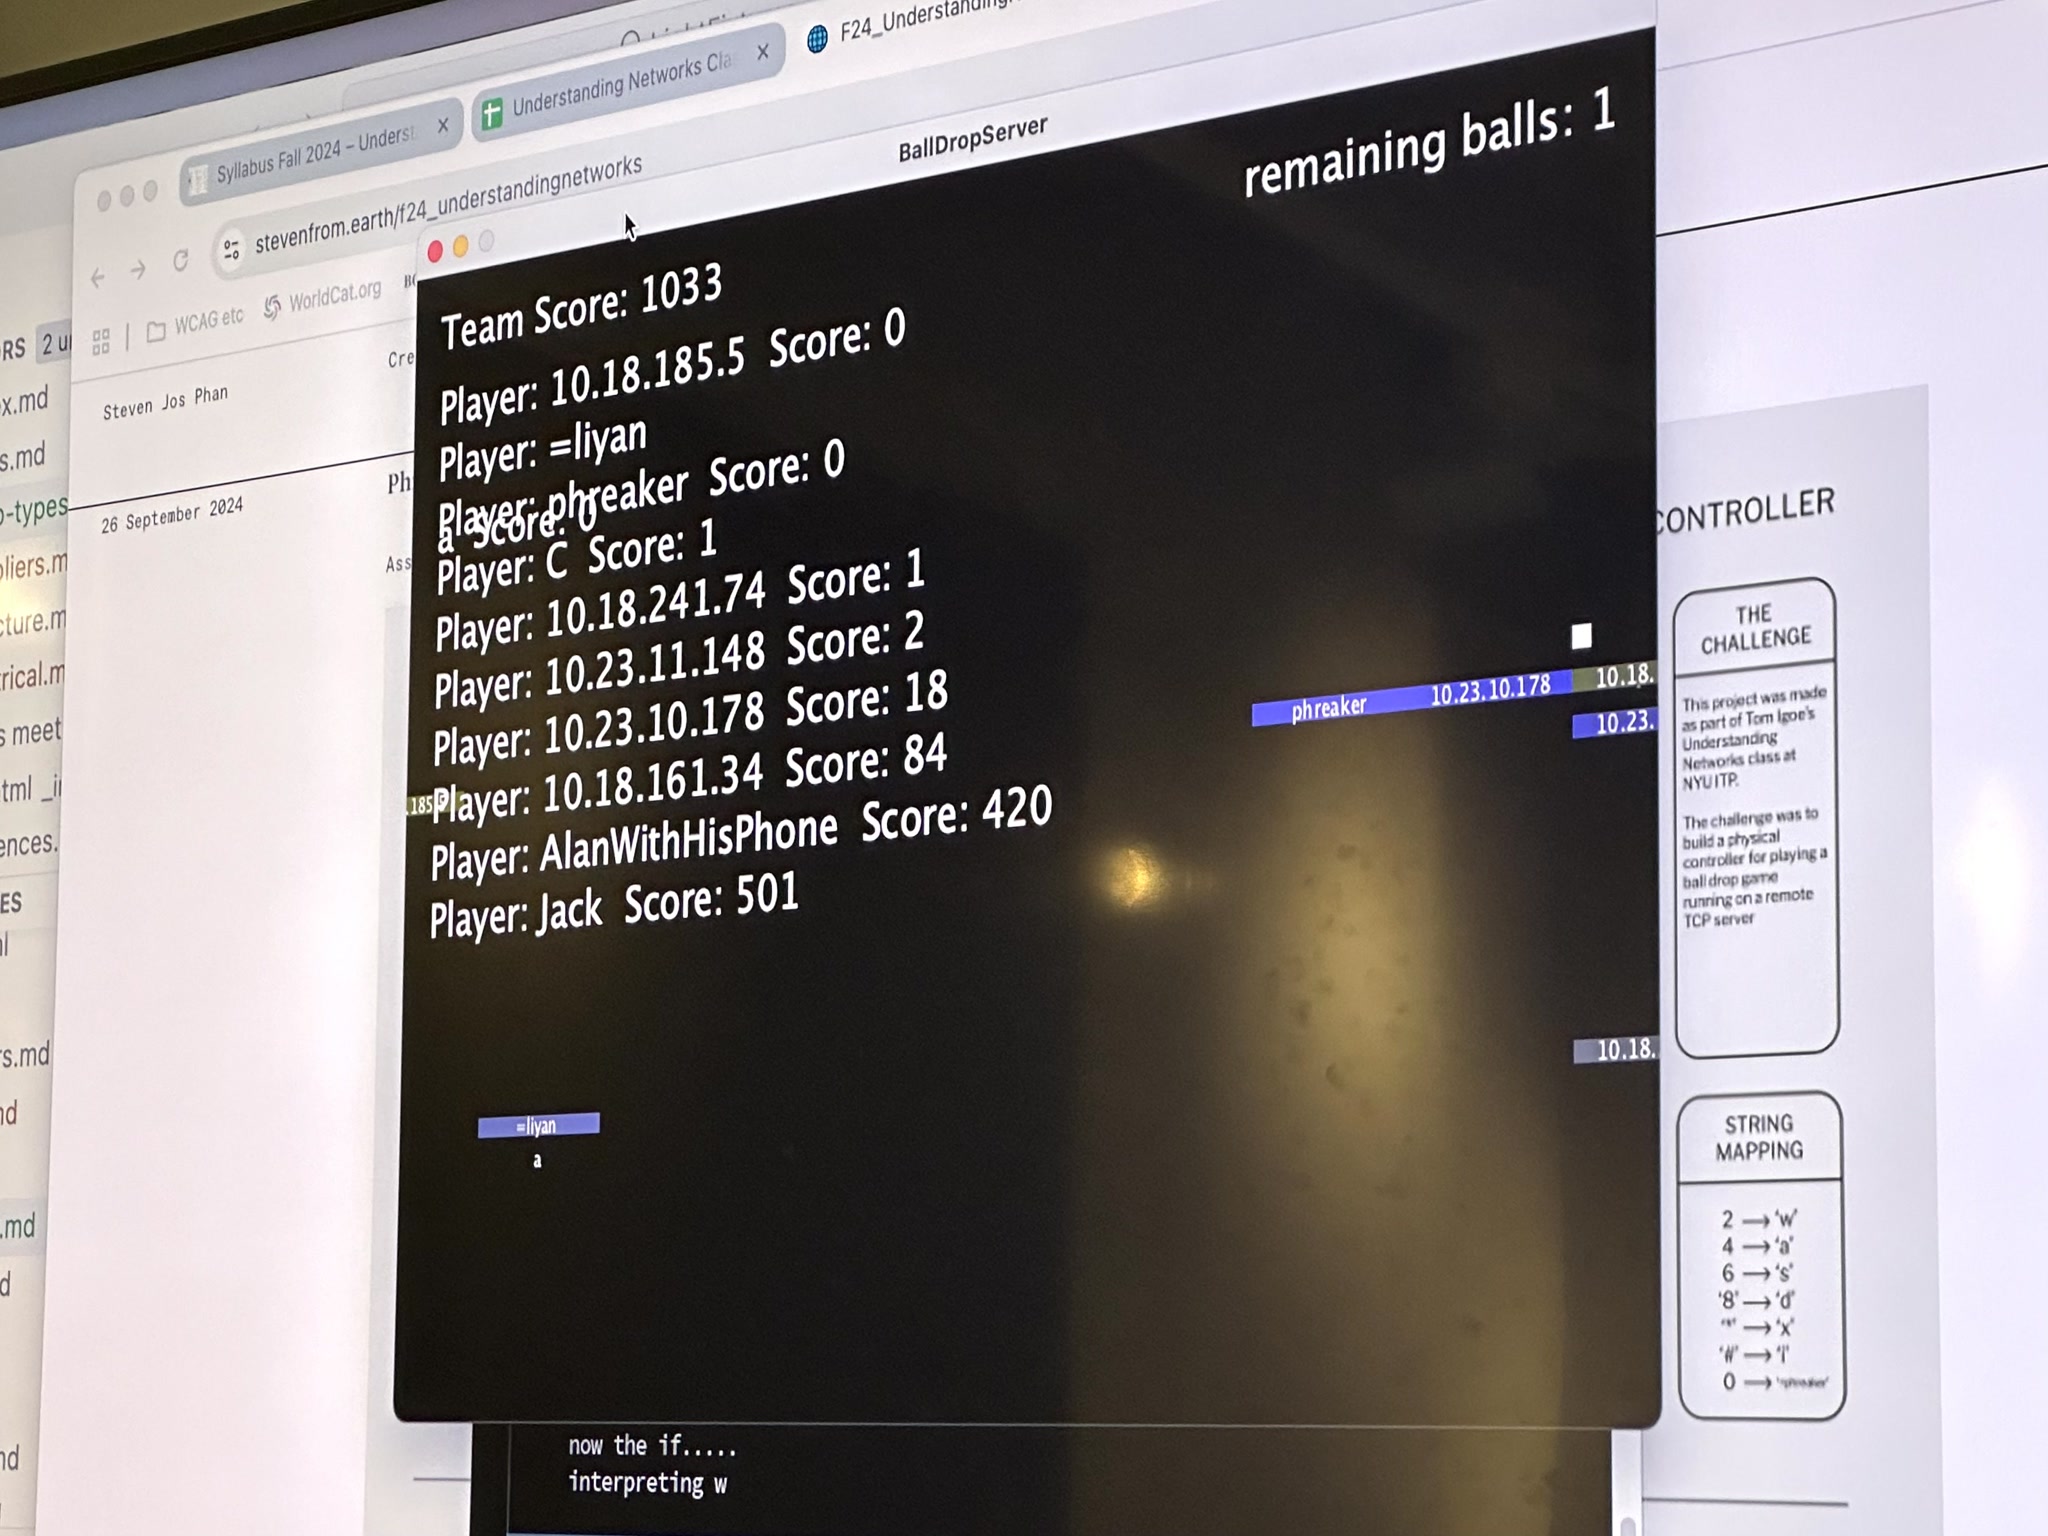 Syllabus Fall 2024 – Underst
Understanding Networks Cla
F24_Understanding
stevenfrom.earth/f24_understandingnetworks
WCAG etc
WorldCat.org
BallDropServer
remaining balls: 1
Team Score: 1033
Player: 10.18.185.5 Score: 0
Player: =liyan
a Score: 0
Player: phreaker Score: 0
Player: C Score: 1
Player: 10.18.241.74 Score: 1
Player: 10.23.11.148 Score: 2
Player: 10.23.10.178 Score: 18
Player: 10.18.161.34 Score: 84
Player: AlanWithHisPhone Score: 420
Player: Jack Score: 501
phreaker
10.23.10.178
10.18.
10.23.
.185
10.18.
=liyan
a
now the if.....
interpreting w
Steven Jos Phan
26 September 2024
Cre
Ph
Ass
RS
2 u
x.md
s.md
o-types
liers.m
cture.m
rical.m
s meet
tml _i
ences.
ES
rs.md
.md
CONTROLLER
THE
CHALLENGE
This project was made
as part of Tom Igoe's
Understanding
Networks class at
NYU ITP.
The challenge was to
build a physical
controller for playing a
ball drop game
running on a remote
TCP server
STRING
MAPPING
2 → 'w'
4 → 'a'
6 → 's'
'8' → 'd'
'*' → 'x'
'#' → 'i'
0 →